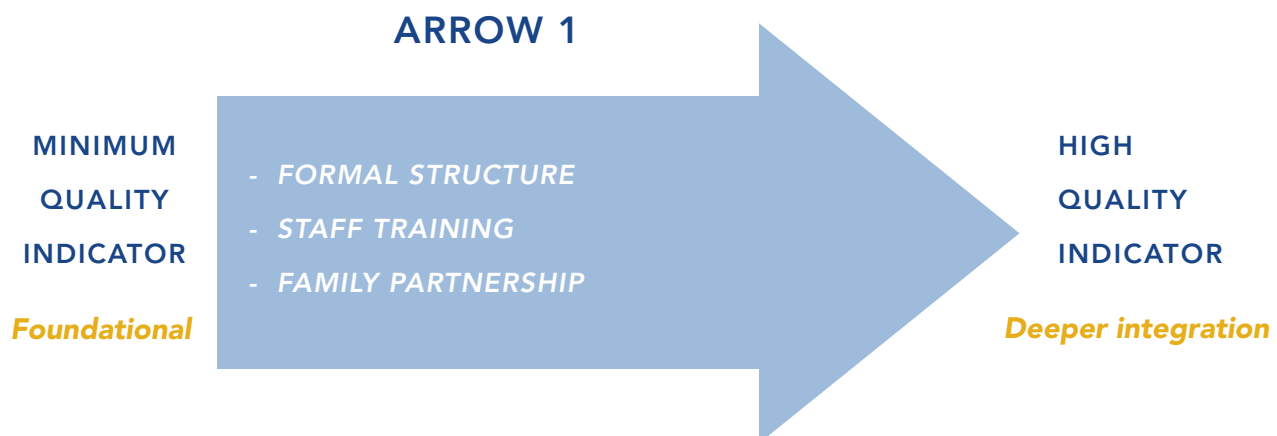 ARROW 1
MINIMUM
QUALITY
INDICATOR
Foundational
- FORMAL STRUCTURE
- STAFF TRAINING
- FAMILY PARTNERSHIP
HIGH
QUALITY
INDICATOR
Deeper integration